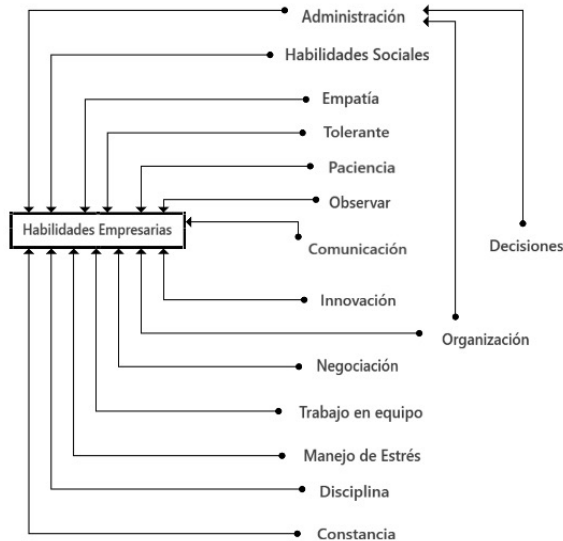 Administración
Habilidades Sociales
Empatía
Tolerante
Paciencia
Observar
Habilidades Empresarias
Comunicación
Decisiones
Innovación
Organización
Negociación
Trabajo en equipo
Manejo de Estrés
Disciplina
Constancia